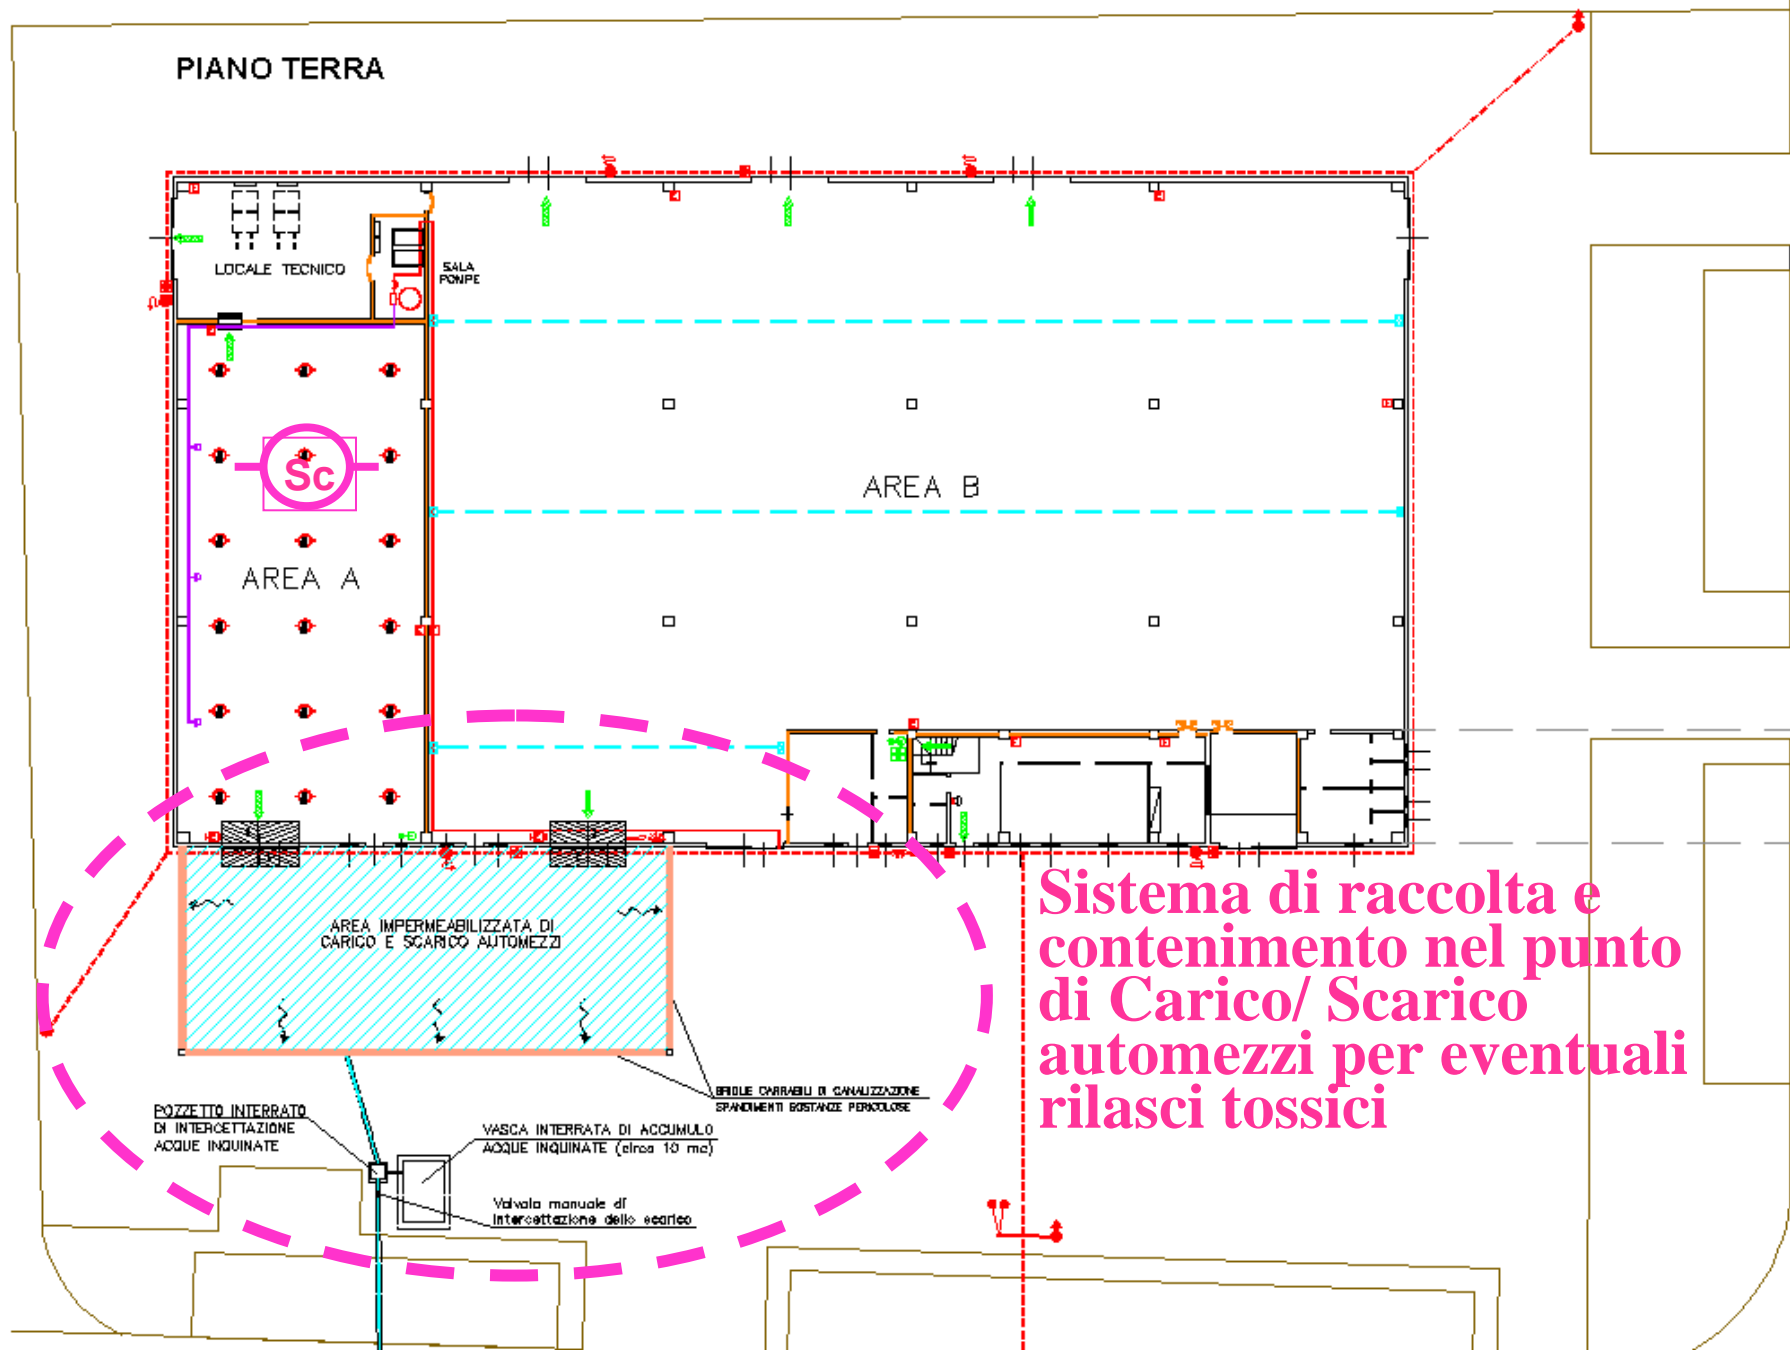 PIANO TERRA
LOCALE TECNICO
SALA
POMPE
Sc
AREA B
AREA A
AREA IMPERMEABILIZZATA DI
CARICO E SCARICO AUTOMEZZI
Sistema di raccolta e
contenimento nel punto
di Carico/ Scarico
automezzi per eventuali
rilasci tossici
BRIGLIE CARRABILI DI CANALIZZAZIONE
SPANDIMENTI SOSTANZE PERICOLOSE
POZZETTO INTERRATO
DI INTERCETTAZIONE
ACQUE INQUINATE
VASCA INTERRATA DI ACCUMULO
ACQUE INQUINATE (circa 10 mc)
Valvola manuale di
intercettazione dello scarico